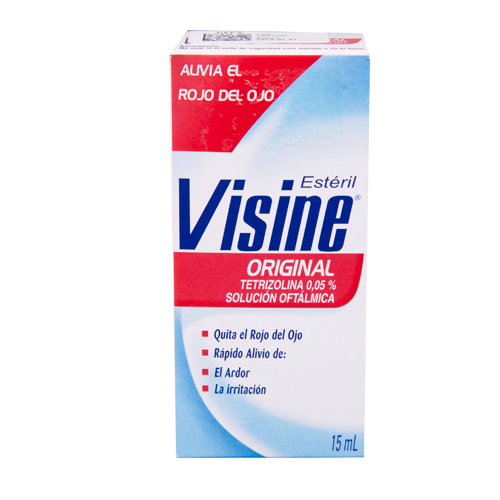 ALIVIA EL
ROJO DEL OJO
Estéril
Visine®
ORIGINAL
TETRIZOLINA 0,05 %
SOLUCIÓN OFTÁLMICA
Quita el Rojo del Ojo
Rápido Alivio de:
El Ardor
La irritación
15 mL